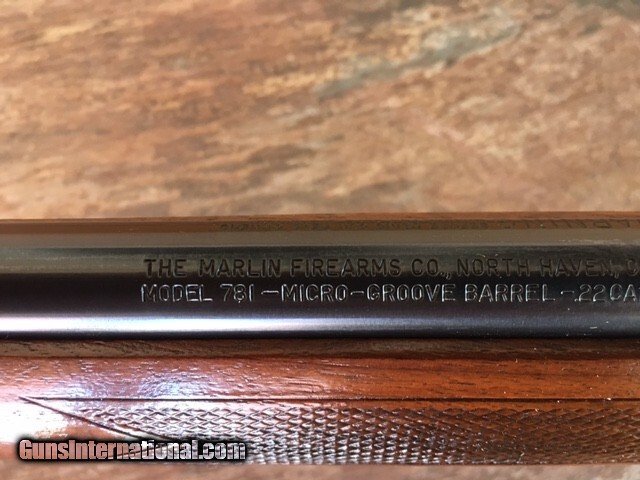 THE MARLIN FIREARMS CO., NORTH HAVEN, C
MODEL 781-MICRO-GROOVE BARREL-.22 CA
GunsInternational.com